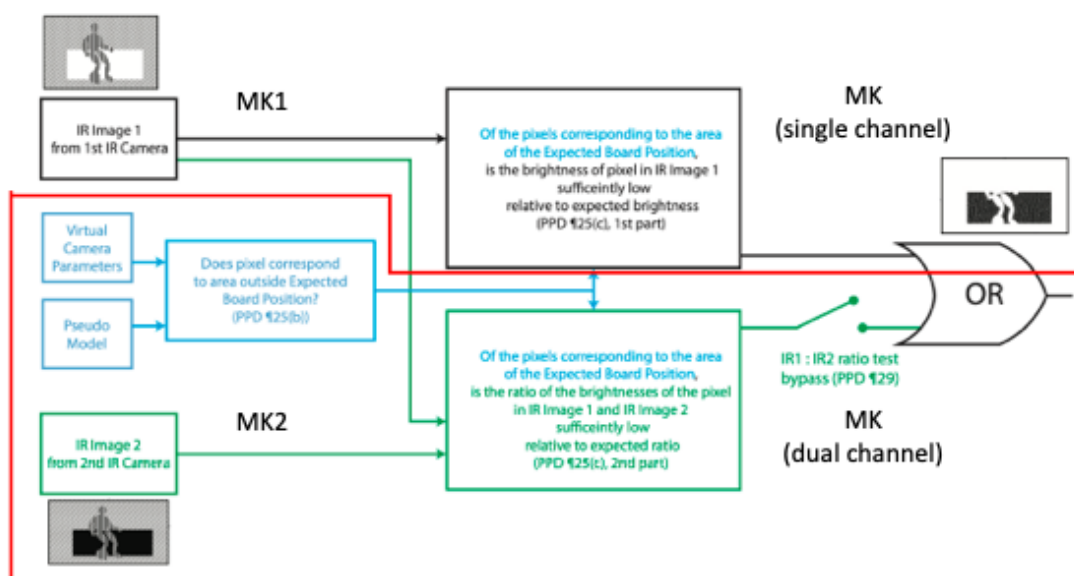 MK1
IR Image 1
from 1st IR Camera
Of the pixels corresponding to the area
of the Expected Board Position,
is the brightness of pixel in IR Image 1
sufficeintly low
relative to expected brightness
(PPD ¶25(c), 1st part)
MK
(single channel)
Virtual
Camera
Parameters
Does pixel correspond
to area outside Expected
Board Position?
(PPD ¶25(b))
Pseudo
Model
OR
Of the pixels corresponding to the area
of the Expected Board Position,
is the ratio of the brightnesses of the pixel
in IR Image 1 and IR Image 2
sufficeintly low
relative to expected ratio
(PPD ¶25(c), 2nd part)
IR1 : IR2 ratio test
bypass (PPD ¶29)
MK2
IR Image 2
from 2nd IR Camera
MK
(dual channel)